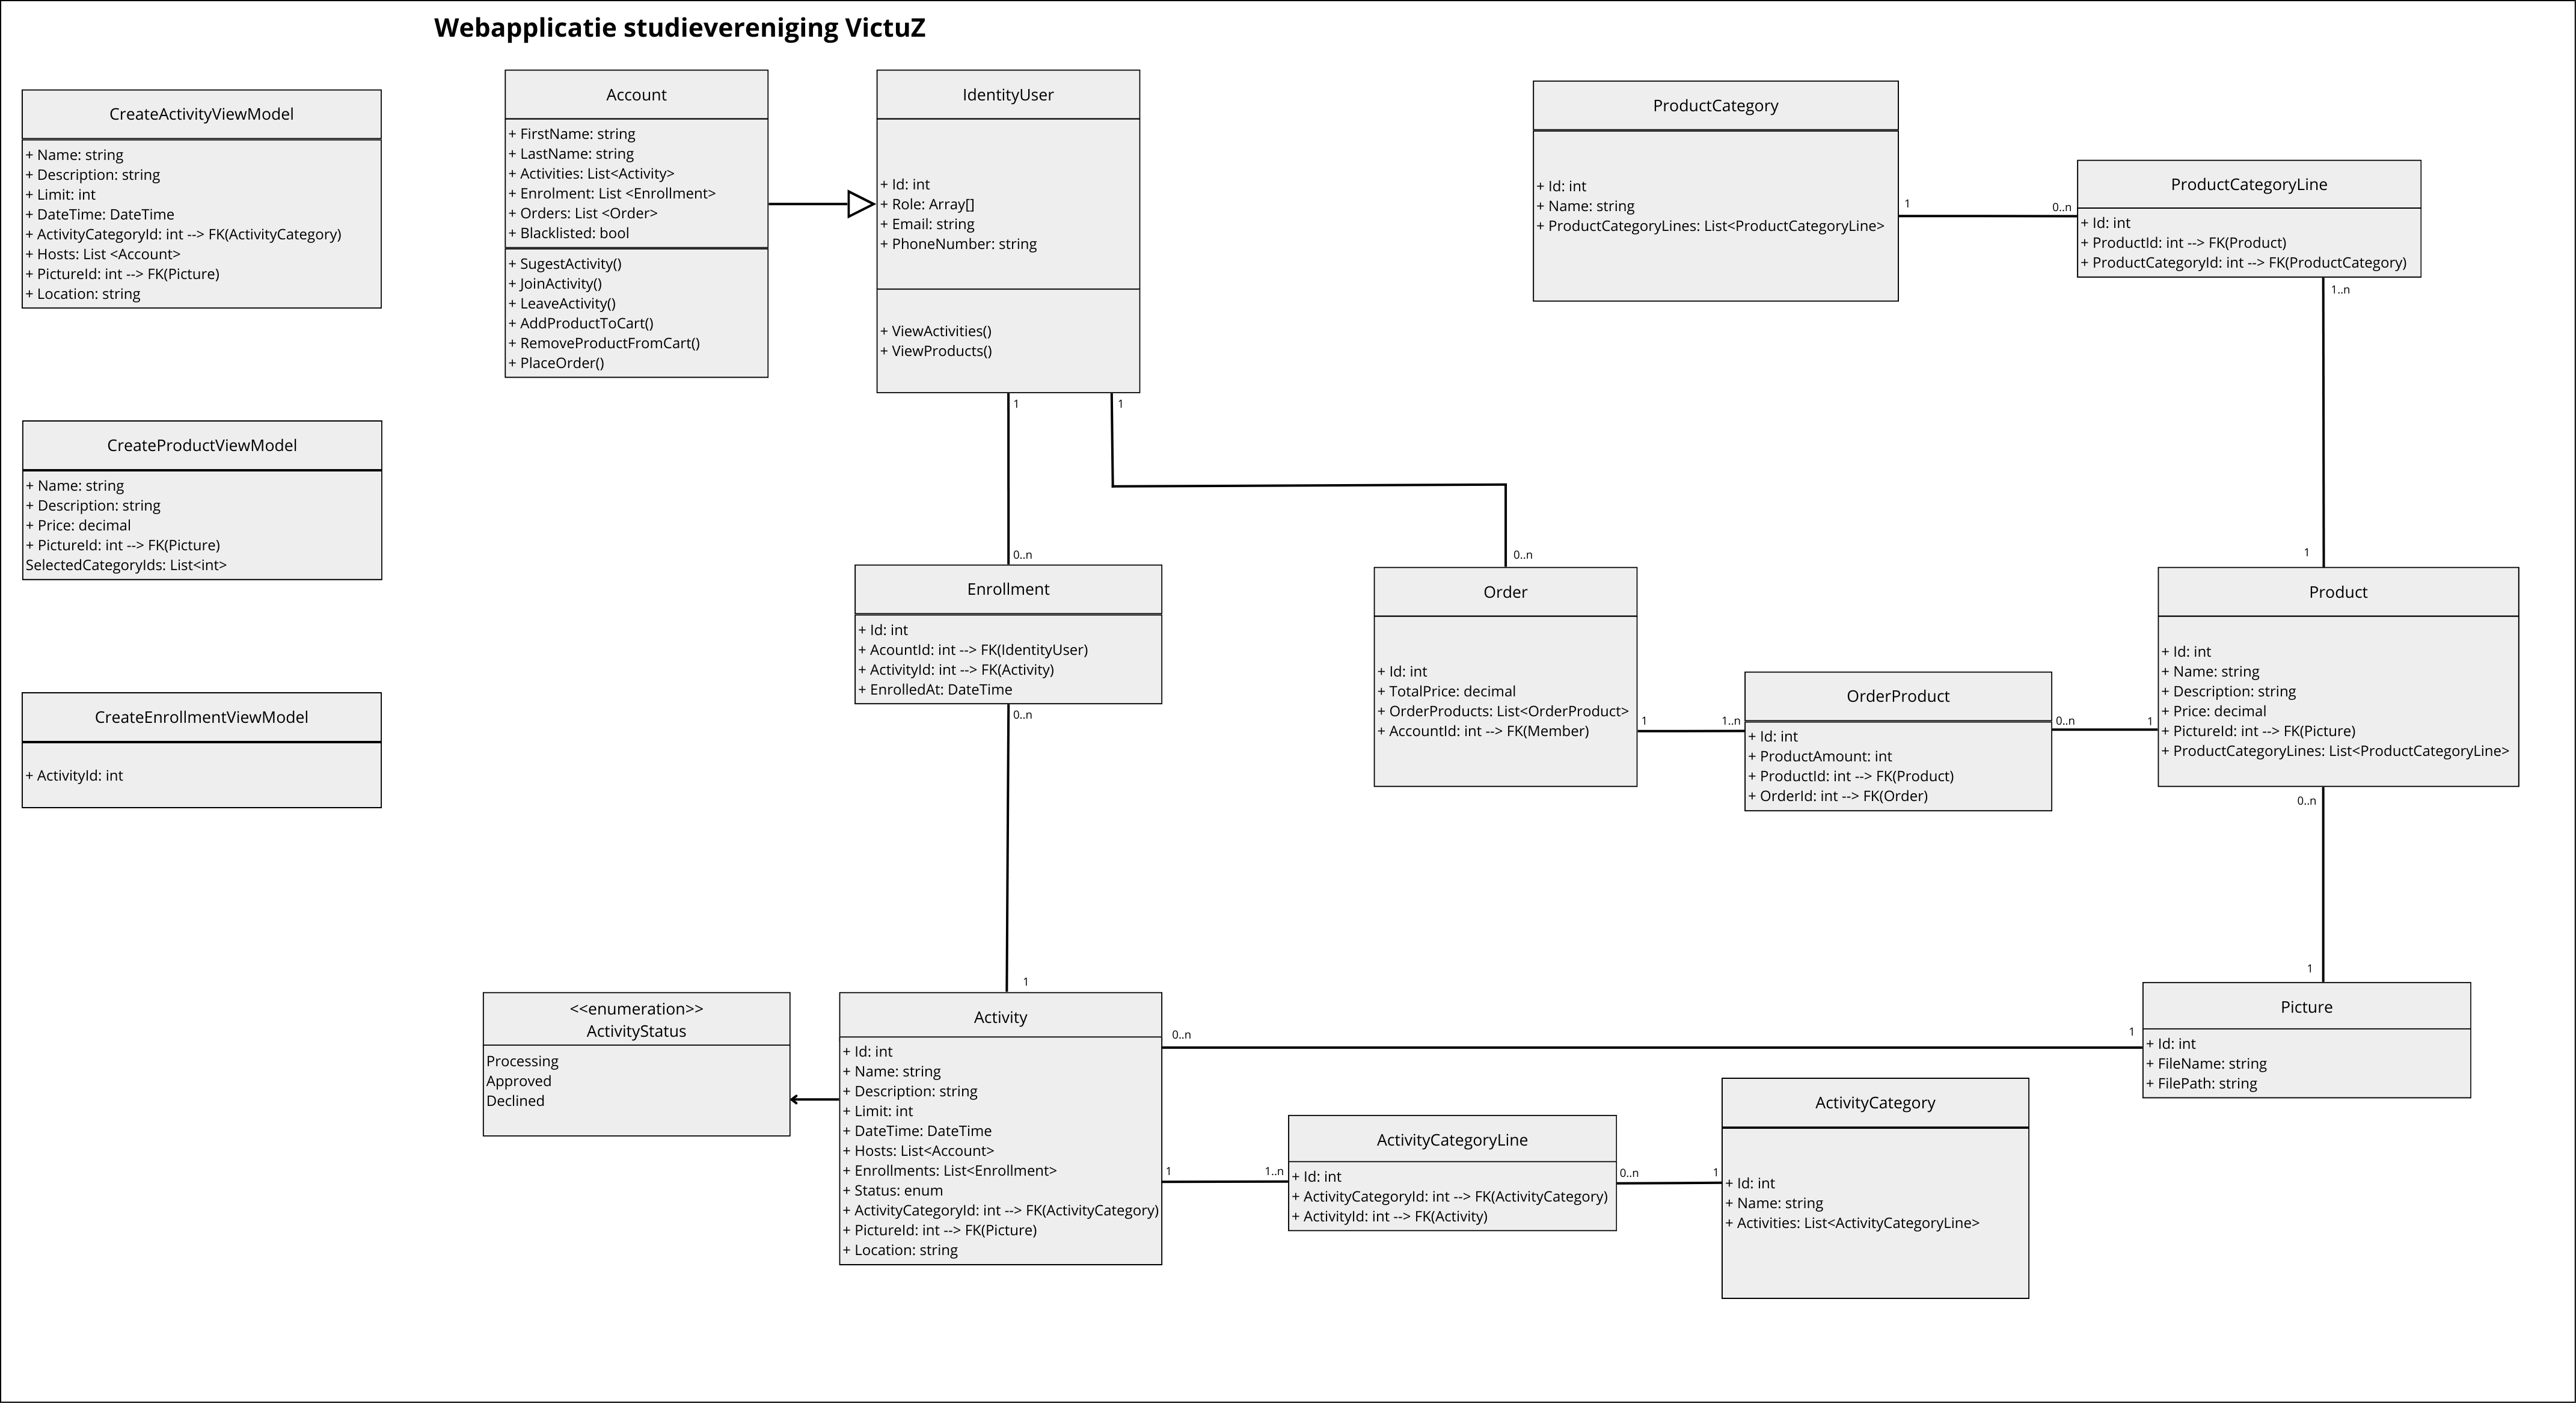 Webapplicatie studievereniging VictuZ
CreateActivityViewModel
+ Name: string
+ Description: string
+ Limit: int
+ DateTime: DateTime
+ ActivityCategoryId: int --> FK(ActivityCategory)
+ Hosts: List <Account>
+ PictureId: int --> FK(Picture)
+ Location: string
CreateProductViewModel
+ Name: string
+ Description: string
+ Price: decimal
+ PictureId: int --> FK(Picture)
SelectedCategoryIds: List<int>
CreateEnrollmentViewModel
+ ActivityId: int
Account
+ FirstName: string
+ LastName: string
+ Activities: List<Activity>
+ Enrolment: List <Enrollment>
+ Orders: List <Order>
+ Blacklisted: bool
+ SugestActivity()
+ JoinActivity()
+ LeaveActivity()
+ AddProductToCart()
+ RemoveProductFromCart()
+ PlaceOrder()
IdentityUser
+ Id: int
+ Role: Array[]
+ Email: string
+ PhoneNumber: string
+ ViewActivities()
+ ViewProducts()
1
1
0..n
0..n
ProductCategory
+ Id: int
+ Name: string
+ ProductCategoryLines: List<ProductCategoryLine>
1
0..n
ProductCategoryLine
+ Id: int
+ ProductId: int --> FK(Product)
+ ProductCategoryId: int --> FK(ProductCategory)
1..n
1
Enrollment
+ Id: int
+ AcountId: int --> FK(IdentityUser)
+ ActivityId: int --> FK(Activity)
+ EnrolledAt: DateTime
0..n
1
Order
+ Id: int
+ TotalPrice: decimal
+ OrderProducts: List<OrderProduct>
+ AccountId: int --> FK(Member)
1
1..n
OrderProduct
+ Id: int
+ ProductAmount: int
+ ProductId: int --> FK(Product)
+ OrderId: int --> FK(Order)
0..n
1
Product
+ Id: int
+ Name: string
+ Description: string
+ Price: decimal
+ PictureId: int --> FK(Picture)
+ ProductCategoryLines: List<ProductCategoryLine>
0..n
1
<<enumeration>>
ActivityStatus
Processing
Approved
Declined
Activity
+ Id: int
+ Name: string
+ Description: string
+ Limit: int
+ DateTime: DateTime
+ Hosts: List<Account>
+ Enrollments: List<Enrollment>
+ Status: enum
+ ActivityCategoryId: int --> FK(ActivityCategory)
+ PictureId: int --> FK(Picture)
+ Location: string
0..n
1
1
1..n
ActivityCategoryLine
+ Id: int
+ ActivityCategoryId: int --> FK(ActivityCategory)
+ ActivityId: int --> FK(Activity)
0..n
1
ActivityCategory
+ Id: int
+ Name: string
+ Activities: List<ActivityCategoryLine>
Picture
+ Id: int
+ FileName: string
+ FilePath: string